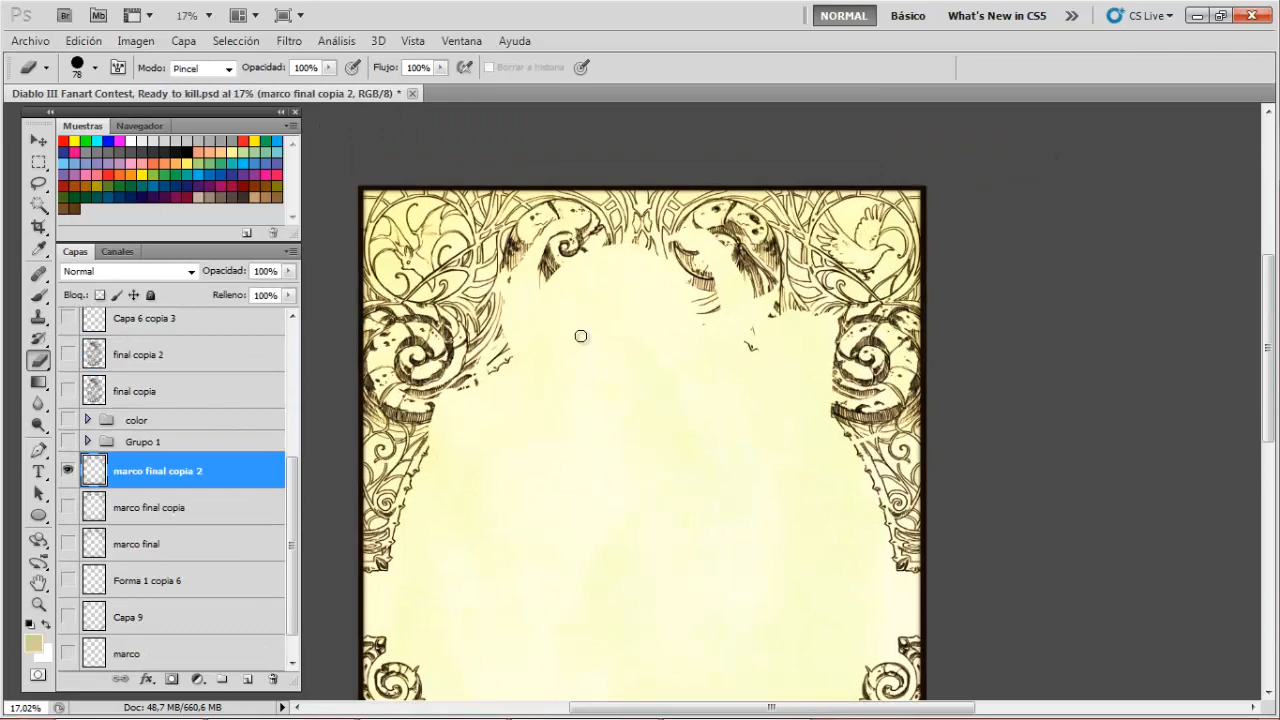 Ps Br Mb 17% NORMAL Básico What's New in CS5 CS Live
Archivo Edición Imagen Capa Selección Filtro Análisis 3D Vista Ventana Ayuda
78 Modo: Pincel Opacidad: 100% Flujo: 100% Borrar a historia
Diablo III Fanart Contest, Ready to kill.psd al 17% (marco final copia 2, RGB/8) *
Muestras Navegador
Capas Canales
Normal Opacidad: 100%
Bloq.: Relleno: 100%
Capa 6 copia 3
final copia 2
final copia
color
Grupo 1
marco final copia 2
marco final copia
marco final
Forma 1 copia 6
Capa 9
marco
17,02% Doc: 48,7 MB/660,6 MB